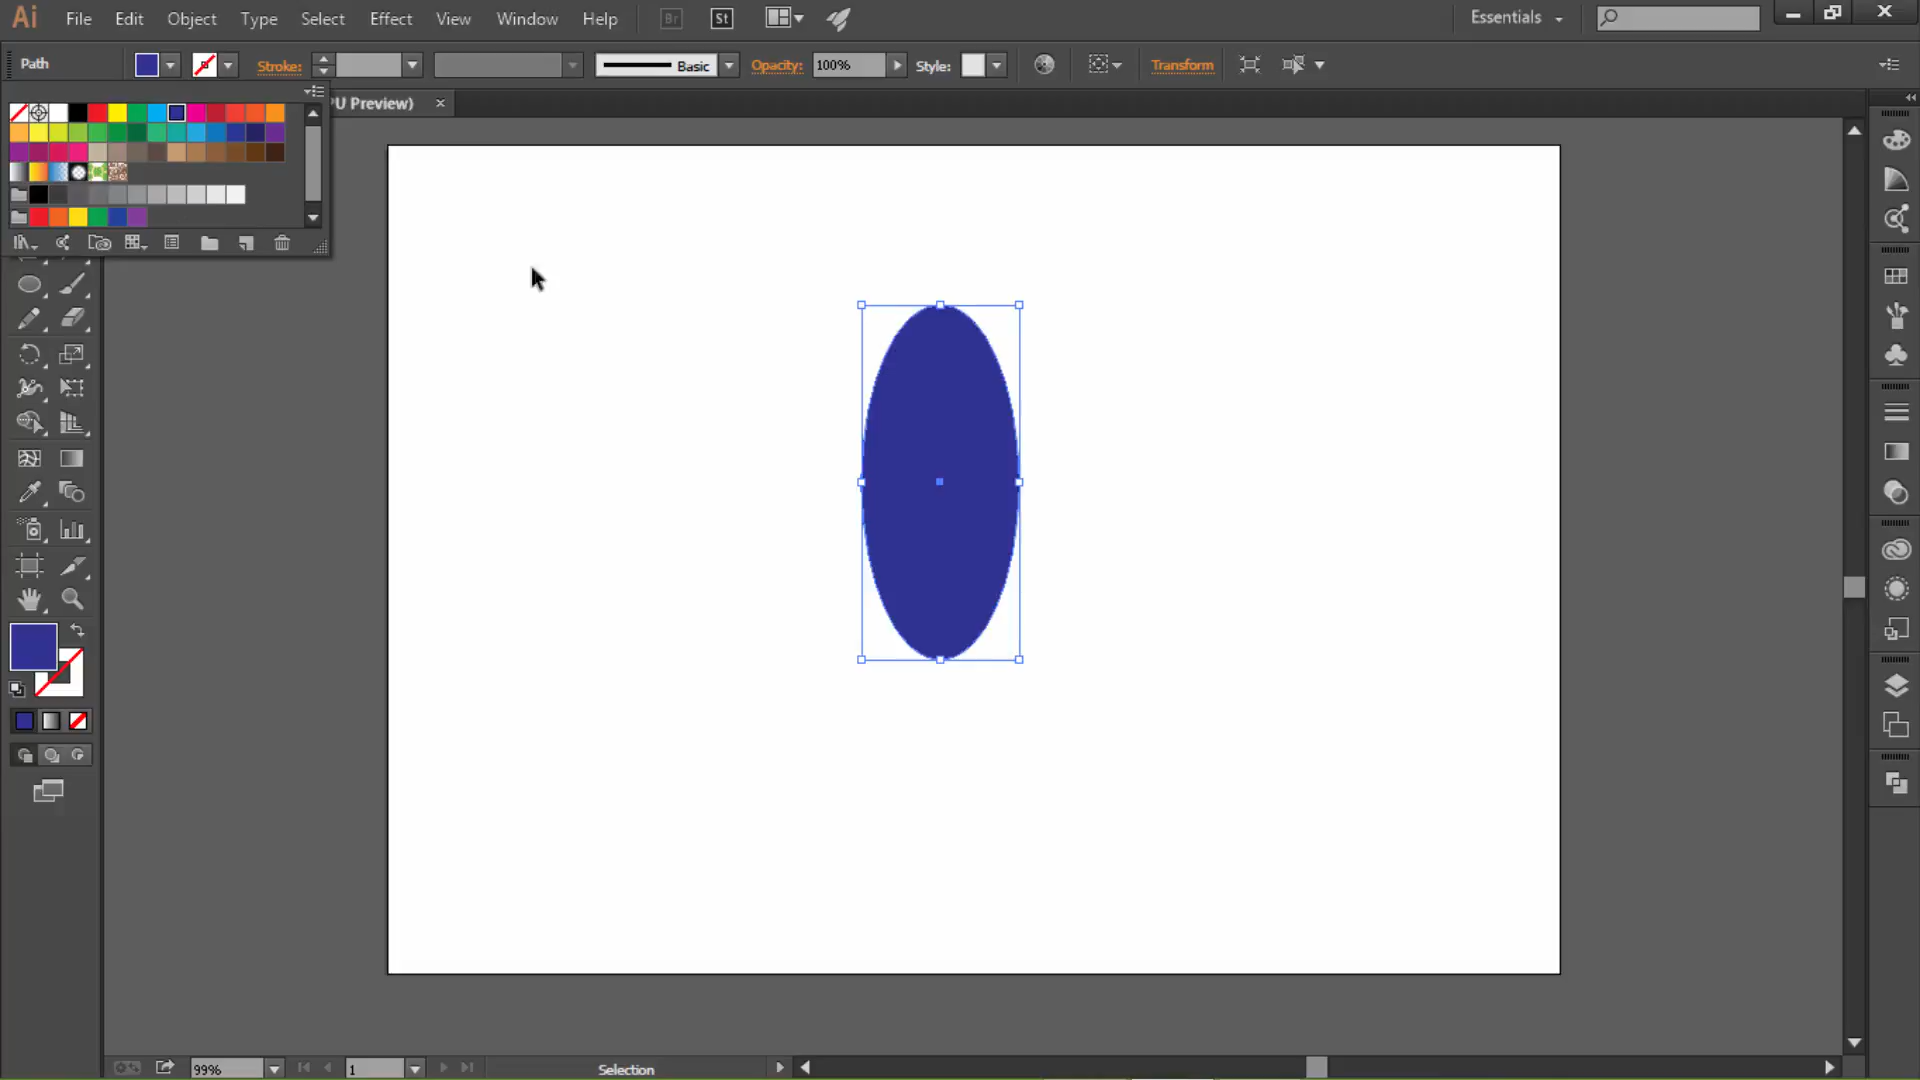 Ai File Edit Object Type Select Effect View Window Help Br St Essentials
Path Stroke: Basic Opacity: 100% Style: Transform
PU Preview) ×
99% 1 Selection